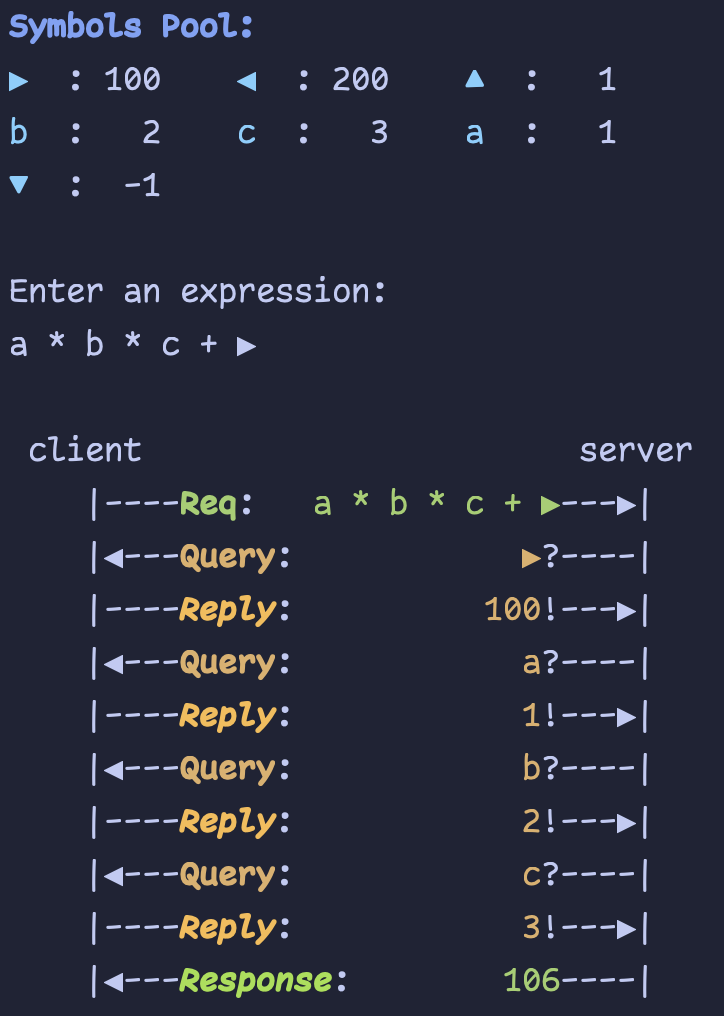 Symbols Pool:
▶ : 100 ◀ : 200 ▲ : 1
b : 2 c : 3 a : 1
▼ : -1
Enter an expression:
a * b * c + ▶
client server
|----Req: a * b * c + ▶---▶|
|◀---Query: ▶?----|
|----Reply: 100!---▶|
|◀---Query: a?----|
|----Reply: 1!---▶|
|◀---Query: b?----|
|----Reply: 2!---▶|
|◀---Query: c?----|
|----Reply: 3!---▶|
|◀---Response: 106----|